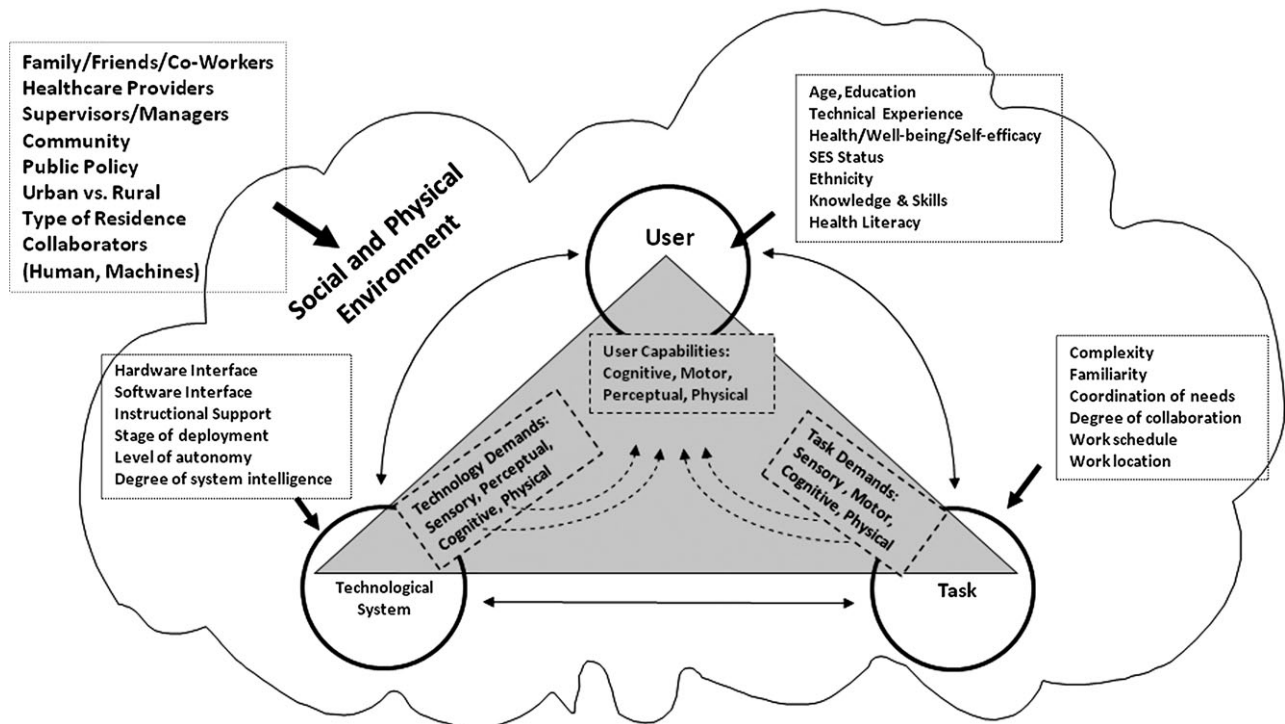 Family/Friends/Co-Workers
Healthcare Providers
Supervisors/Managers
Community
Public Policy
Urban vs. Rural
Type of Residence
Collaborators
(Human, Machines)
Social and Physical
Environment
Age, Education
Technical Experience
Health/Well-being/Self-efficacy
SES Status
Ethnicity
Knowledge & Skills
Health Literacy
User
User Capabilities:
Cognitive, Motor,
Perceptual, Physical
Hardware Interface
Software Interface
Instructional Support
Stage of deployment
Level of autonomy
Degree of system intelligence
Technology Demands:
Sensory, Perceptual,
Cognitive, Physical
Task Demands:
Sensory , Motor,
Cognitive, Physical
Complexity
Familiarity
Coordination of needs
Degree of collaboration
Work schedule
Work location
Technological
System
Task